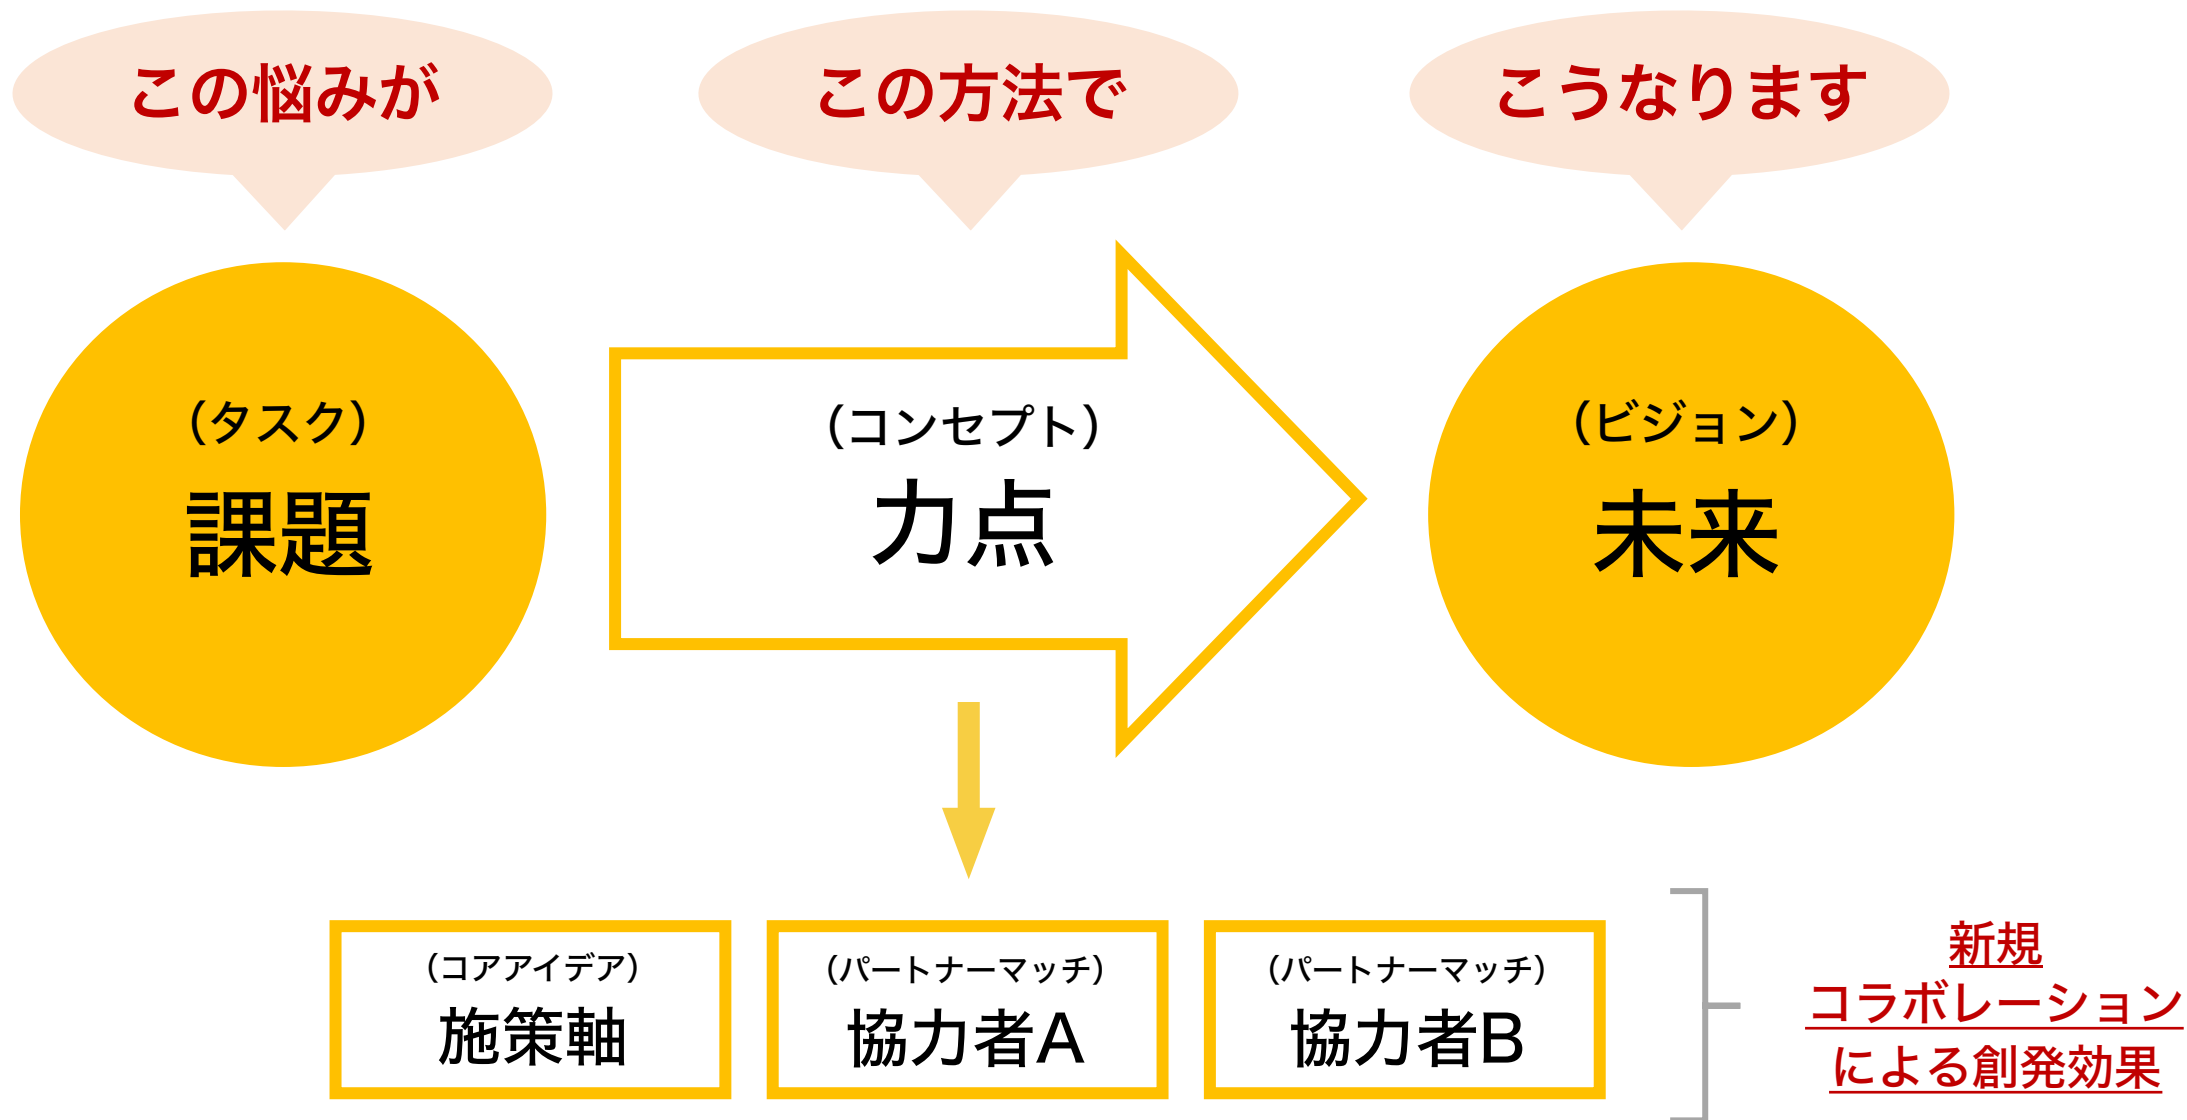 この悩みが
この方法で
こうなります
（タスク）
課題
（コンセプト）
力点
（ビジョン）
未来
（コアアイデア）
施策軸
（パートナーマッチ）
協力者A
（パートナーマッチ）
協力者B
新規
コラボレーション
による創発効果